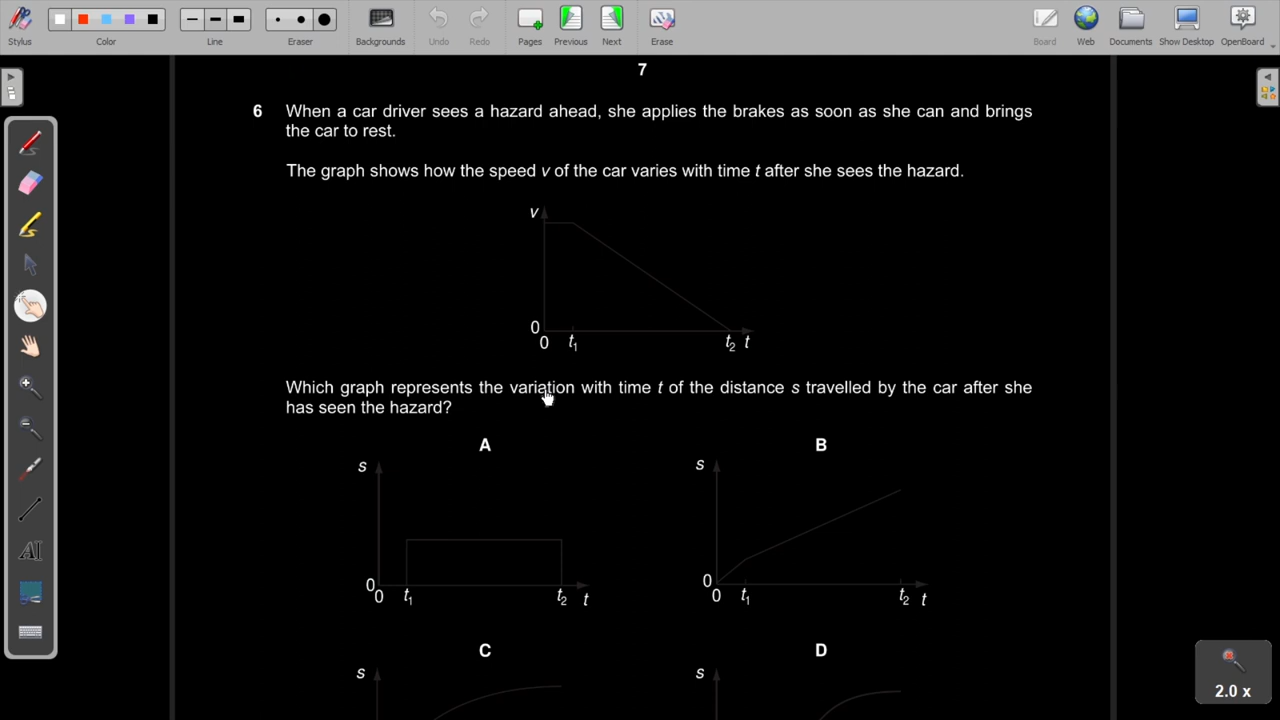 Stylus Color Line Eraser Backgrounds Undo Redo Pages Previous Next Erase Board Web Documents Show Desktop OpenBoard
7
6 When a car driver sees a hazard ahead, she applies the brakes as soon as she can and brings
the car to rest.
The graph shows how the speed v of the car varies with time t after she sees the hazard.
v
0
0 t₁ t₂ t
Which graph represents the variation with time t of the distance s travelled by the car after she
has seen the hazard?
A B
s s
0 0
0 t₁ t₂ t 0 t₁ t₂ t
C D
s s
AI
2.0 x